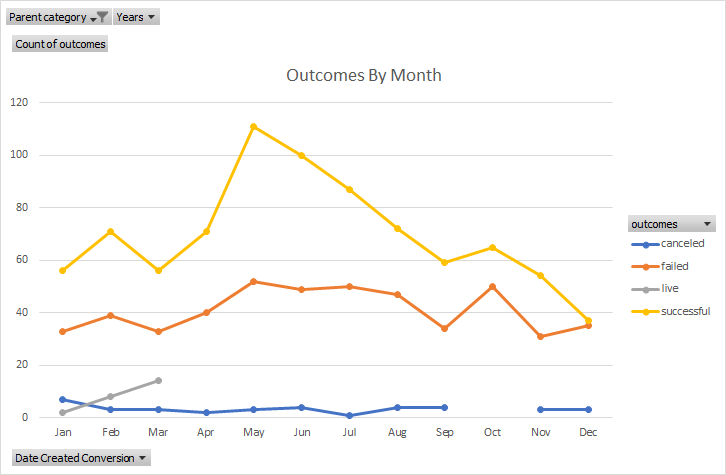 Parent category Years
Count of outcomes
Outcomes By Month
120
100
80
60
40
20
0
Jan Feb Mar Apr May Jun Jul Aug Sep Oct Nov Dec
outcomes
canceled
failed
live
successful
Date Created Conversion